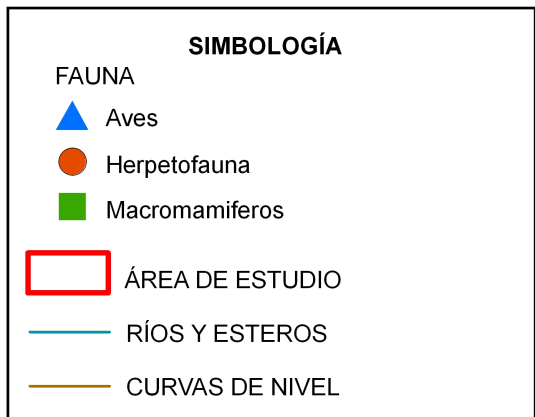 SIMBOLOGÍA
FAUNA
Aves
Herpetofauna
Macromamiferos
ÁREA DE ESTUDIO
RÍOS Y ESTEROS
CURVAS DE NIVEL